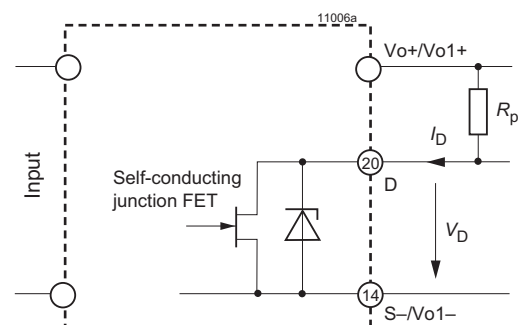 11006a
Vo+/Vo1+
Rp
ID
Input
20
D
Self-conducting
junction FET
VD
14
S–/Vo1–